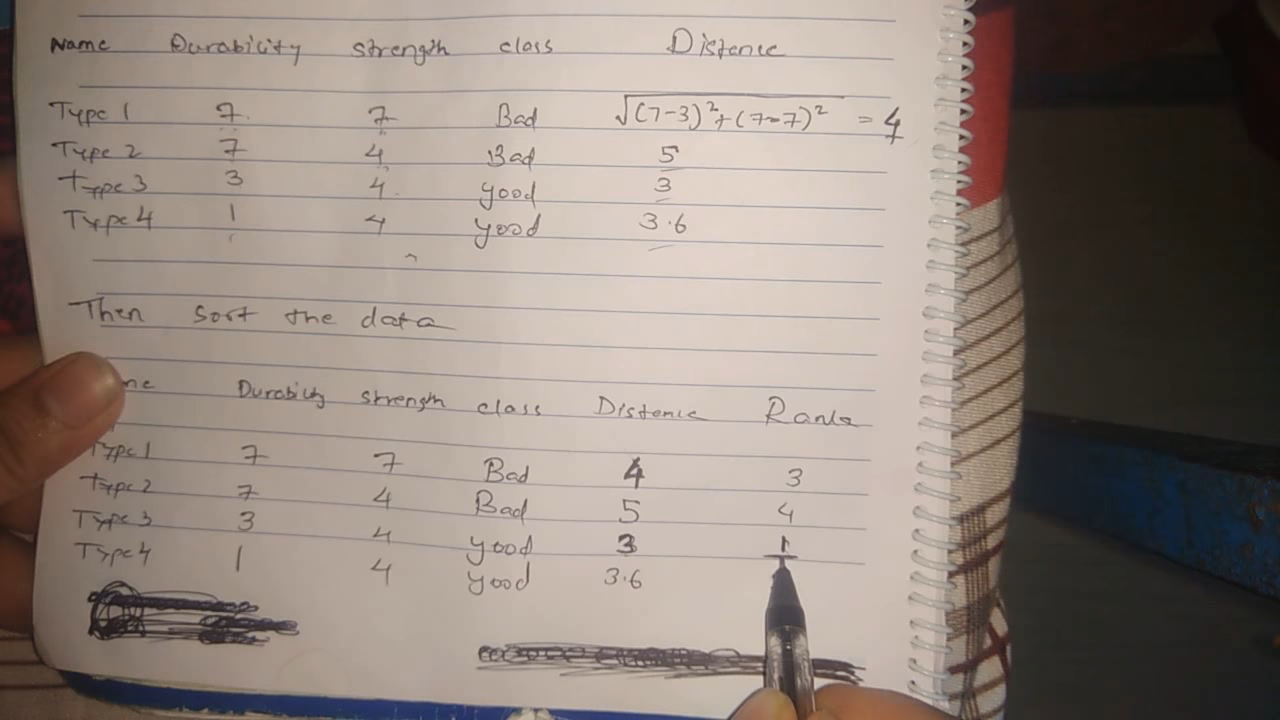 Name Durabicity strength class Distence
Type 1 7 7 Bad √(7-3)²+(7-7)² = 4
Type 2 7 4 Bad 5
Type 3 3 4 good 3
Type 4 1 4 good 3.6
Then sort the data
me Durability strength class Distence Rank
Type 1 7 7 Bad 4 3
Type 2 7 4 Bad 5 4
Type 3 3 4 good 3 1
Type 4 1 4 good 3.6